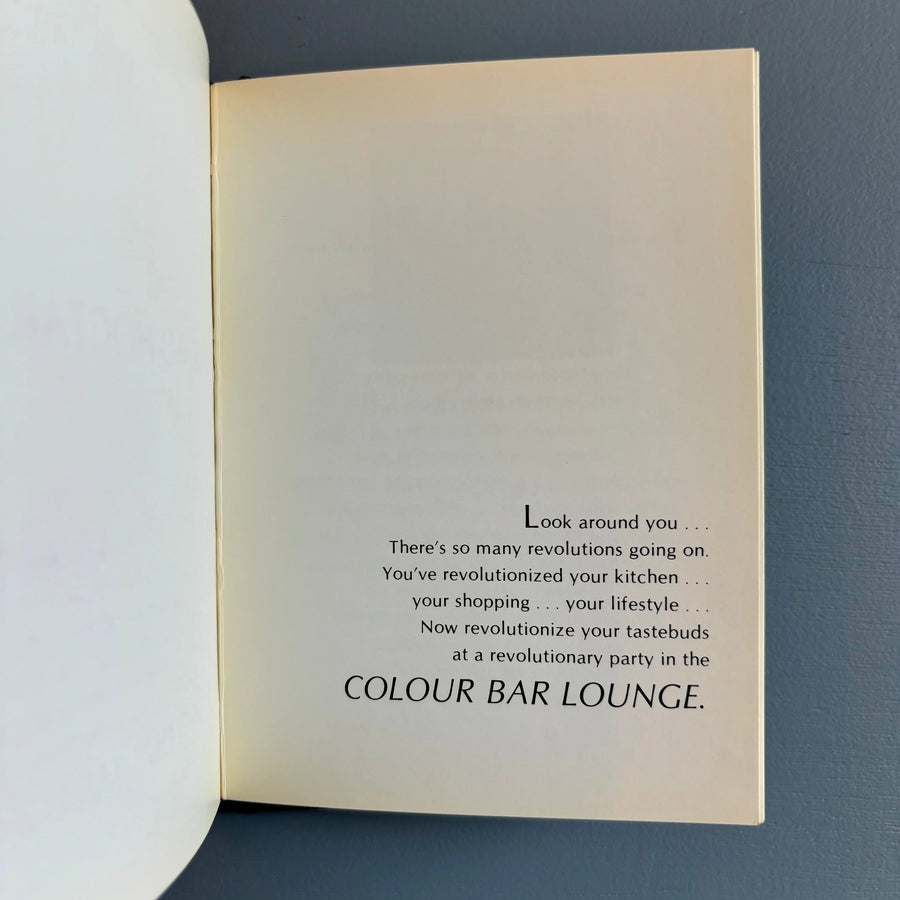 Look around you . . .
There's so many revolutions going on.
You've revolutionized your kitchen . . .
your shopping . . . your lifestyle . . .
Now revolutionize your tastebuds
at a revolutionary party in the
COLOUR BAR LOUNGE.